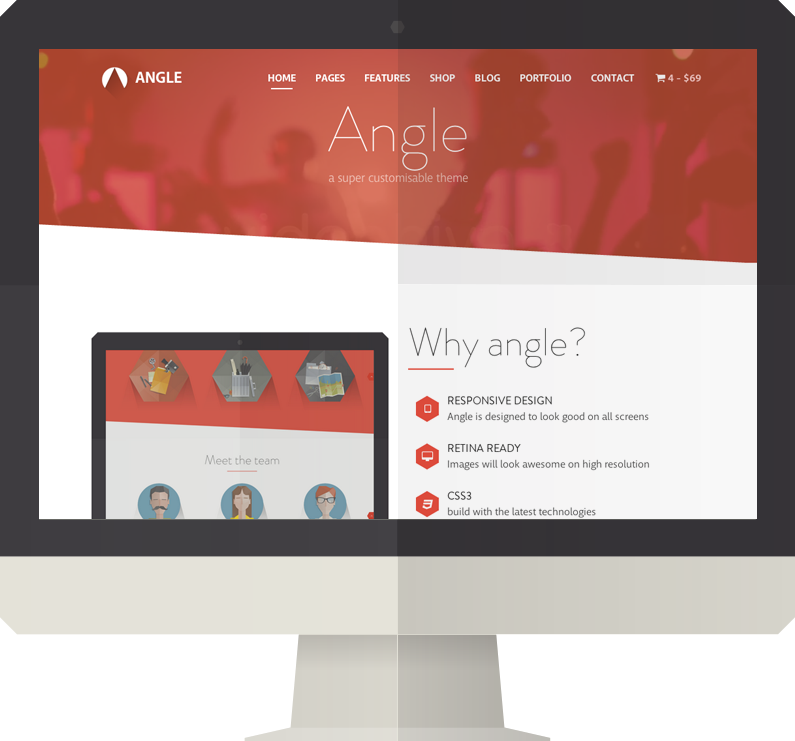 ANGLE
HOME PAGES FEATURES SHOP BLOG PORTFOLIO CONTACT 4 - $69
Angle
a super customisable theme
Why angle?
RESPONSIVE DESIGN
Angle is designed to look good on all screens
RETINA READY
Images will look awesome on high resolution
CSS3
build with the latest technologies
Meet the team